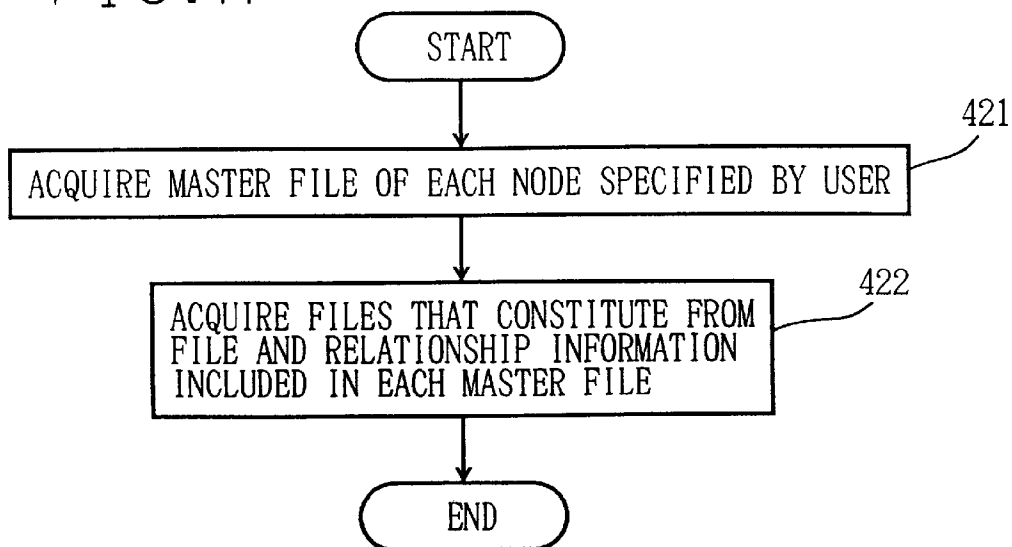 START
421
ACQUIRE MASTER FILE OF EACH NODE SPECIFIED BY USER
422
ACQUIRE FILES THAT CONSTITUTE FROM
FILE AND RELATIONSHIP INFORMATION
INCLUDED IN EACH MASTER FILE
END